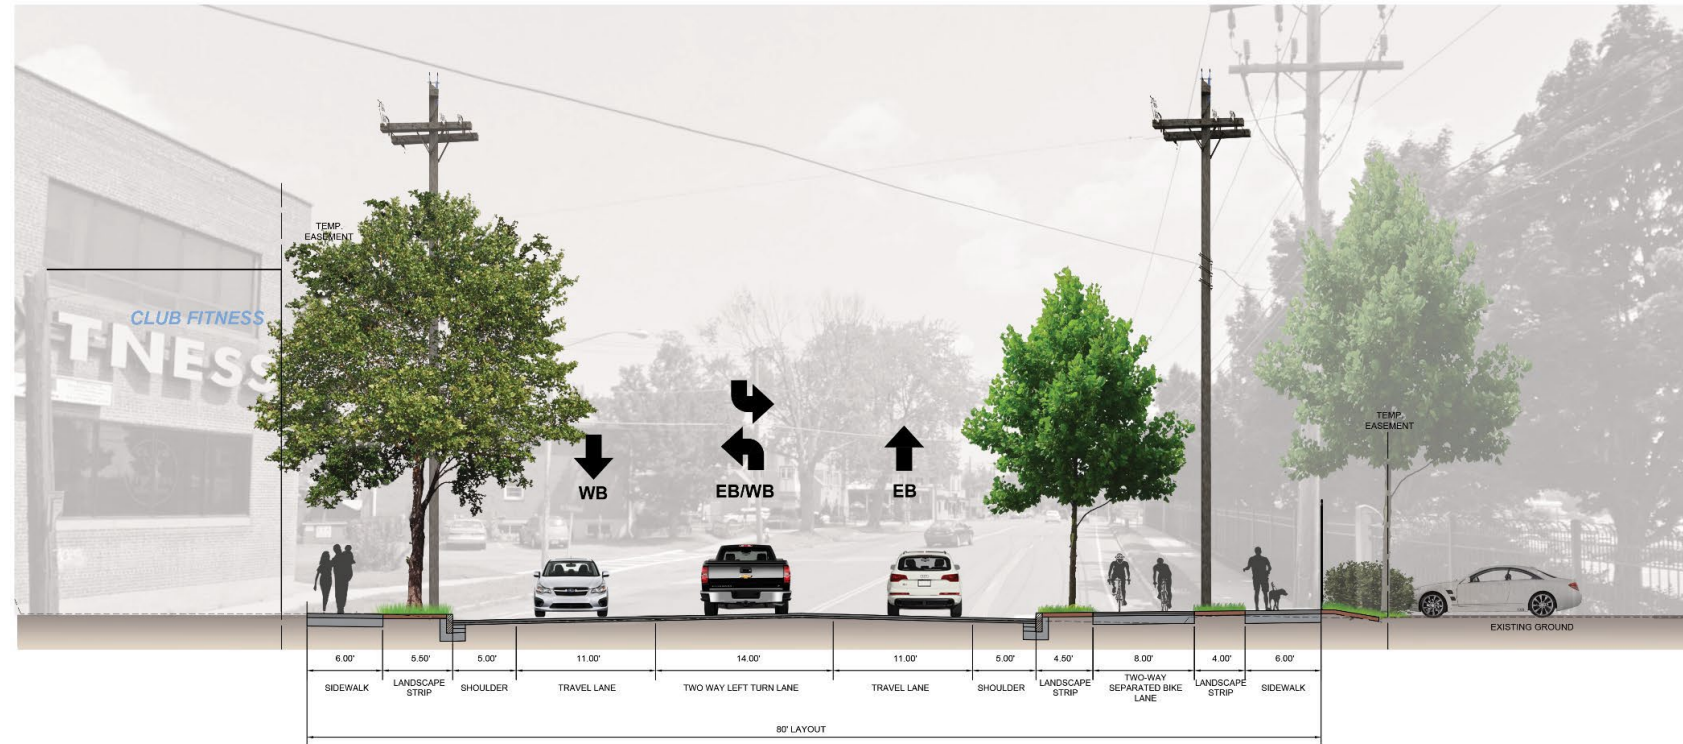 TEMP.
EASEMENT
CLUB FITNESS
TNESS
TEMP.
EASEMENT
WB
EB/WB
EB
EXISTING GROUND
6.00'
5.50'
5.00'
11.00'
14.00'
11.00'
5.00'
4.50'
8.00'
4.00'
6.00'
SIDEWALK
LANDSCAPE
STRIP
SHOULDER
TRAVEL LANE
TWO WAY LEFT TURN LANE
TRAVEL LANE
SHOULDER
LANDSCAPE
STRIP
TWO-WAY
SEPARATED BIKE
LANE
LANDSCAPE
STRIP
SIDEWALK
80' LAYOUT